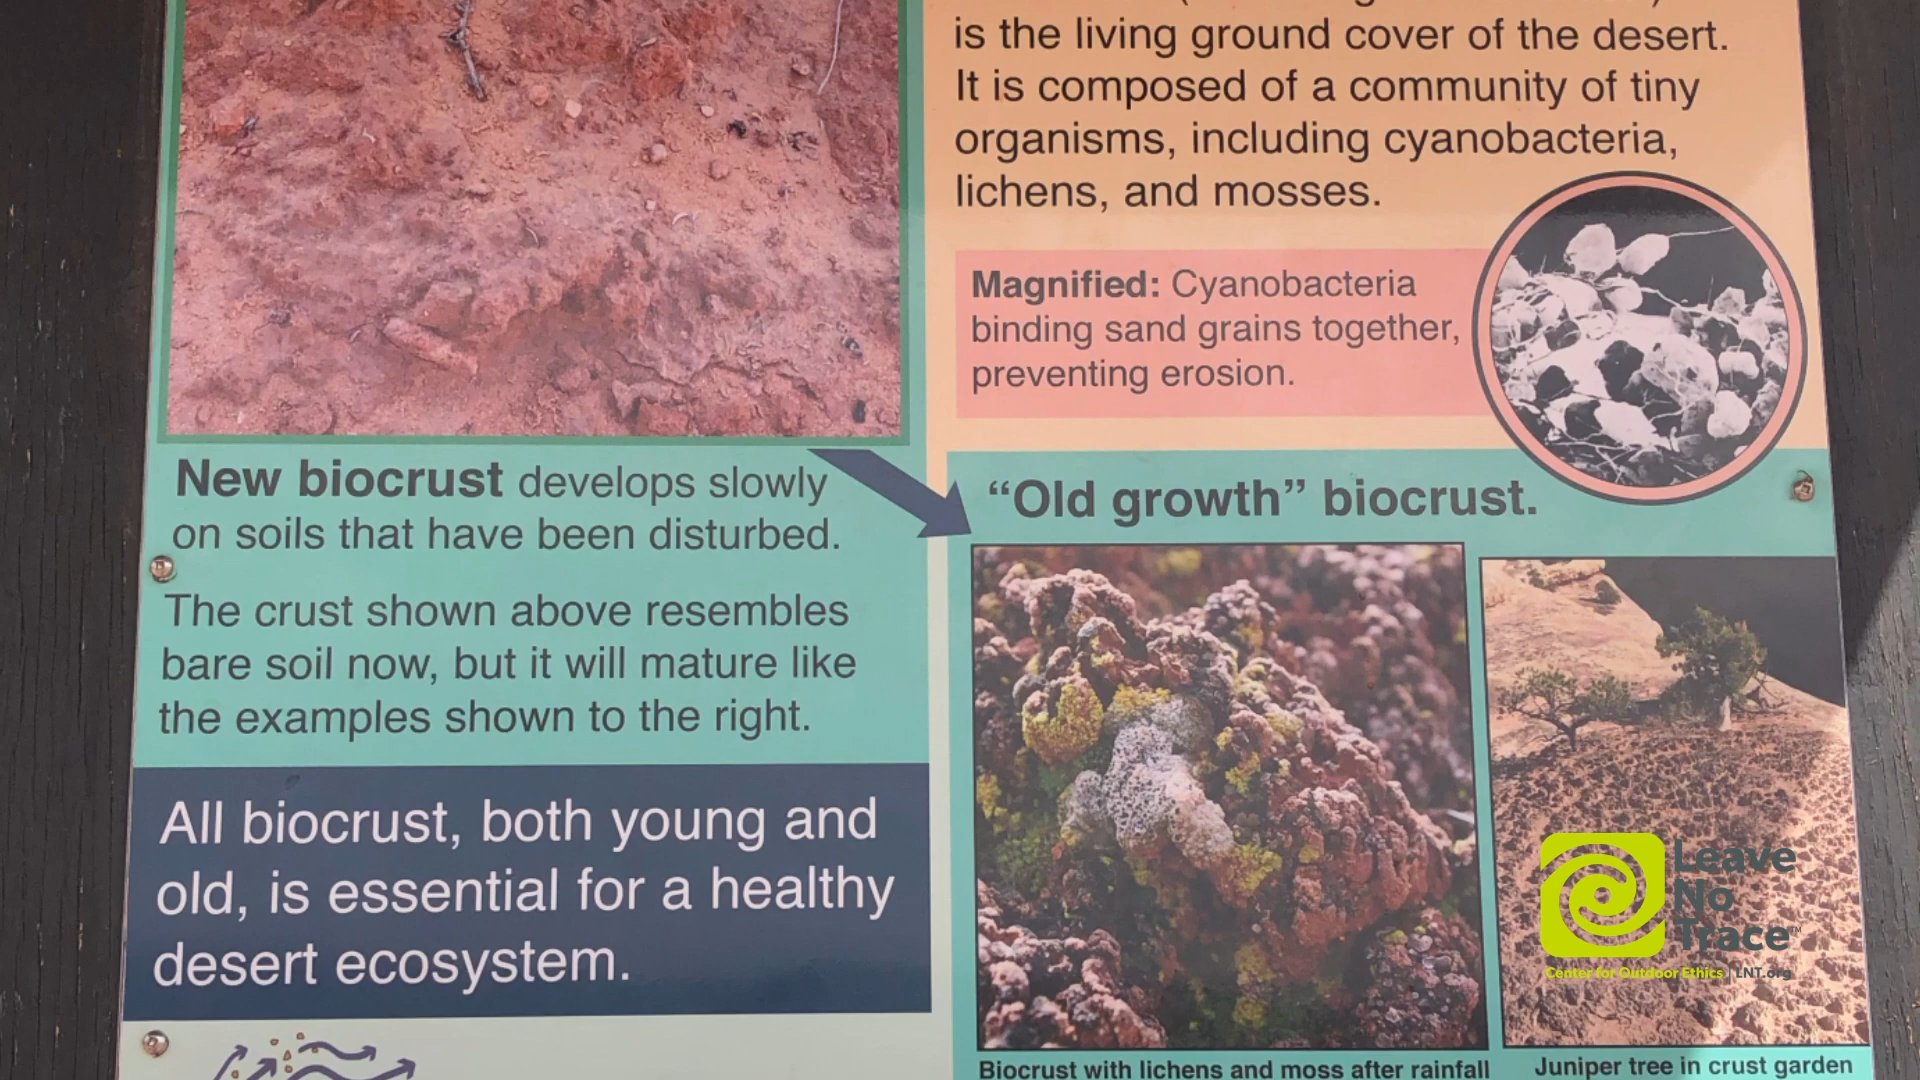 is the living ground cover of the desert.
It is composed of a community of tiny
organisms, including cyanobacteria,
lichens, and mosses.
Magnified: Cyanobacteria
binding sand grains together,
preventing erosion.
New biocrust develops slowly
on soils that have been disturbed.
The crust shown above resembles
bare soil now, but it will mature like
the examples shown to the right.
All biocrust, both young and
old, is essential for a healthy
desert ecosystem.
“Old growth” biocrust.
Biocrust with lichens and moss after rainfall
Juniper tree in crust garden
Leave
No
Trace™
Center for Outdoor Ethics | LNT.org